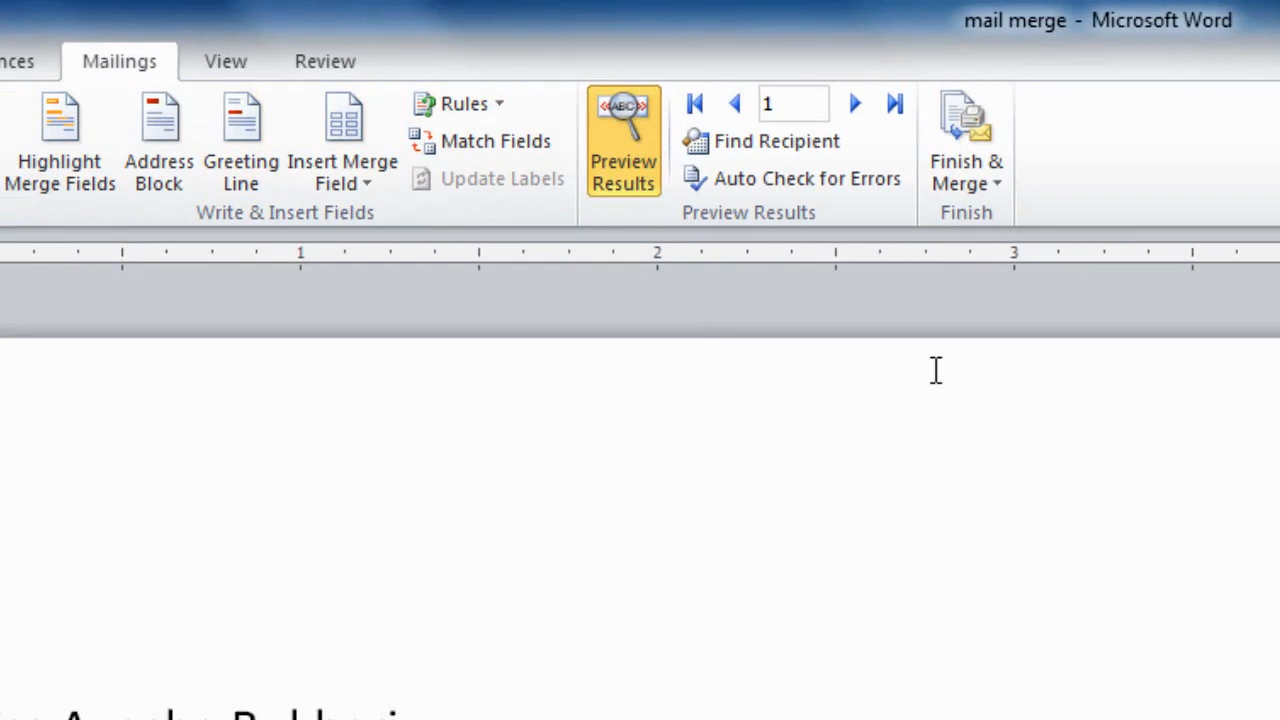 mail merge - Microsoft Word
nces Mailings View Review
Highlight Merge Fields
Address Block
Greeting Line
Insert Merge Field
Rules
Match Fields
Update Labels
Write & Insert Fields
ABC
Preview Results
1
Find Recipient
Auto Check for Errors
Preview Results
Finish & Merge
Finish
1 2 3